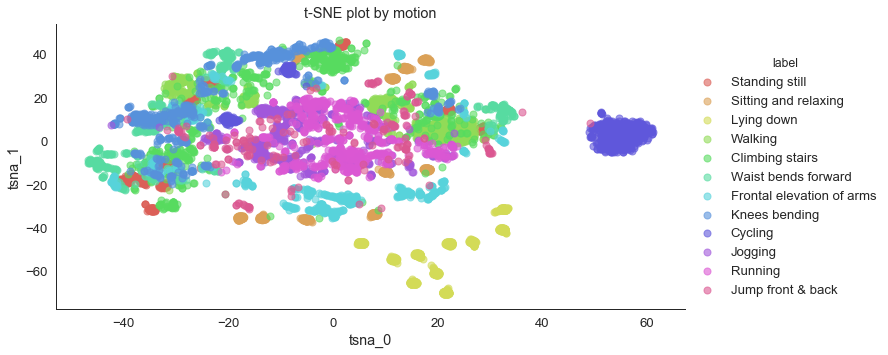 t-SNE plot by motion
40
20
0
−20
−40
−60
tsna_1
−40
−20
0
20
40
60
tsna_0
label
Standing still
Sitting and relaxing
Lying down
Walking
Climbing stairs
Waist bends forward
Frontal elevation of arms
Knees bending
Cycling
Jogging
Running
Jump front & back